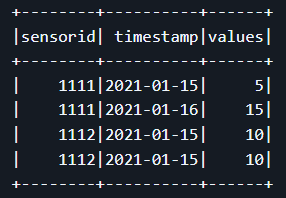 +--------+----------+------+
|sensorid| timestamp|values|
+--------+----------+------+
|    1111|2021-01-15|     5|
|    1111|2021-01-16|    15|
|    1112|2021-01-15|    10|
|    1112|2021-01-15|    10|
+--------+----------+------+